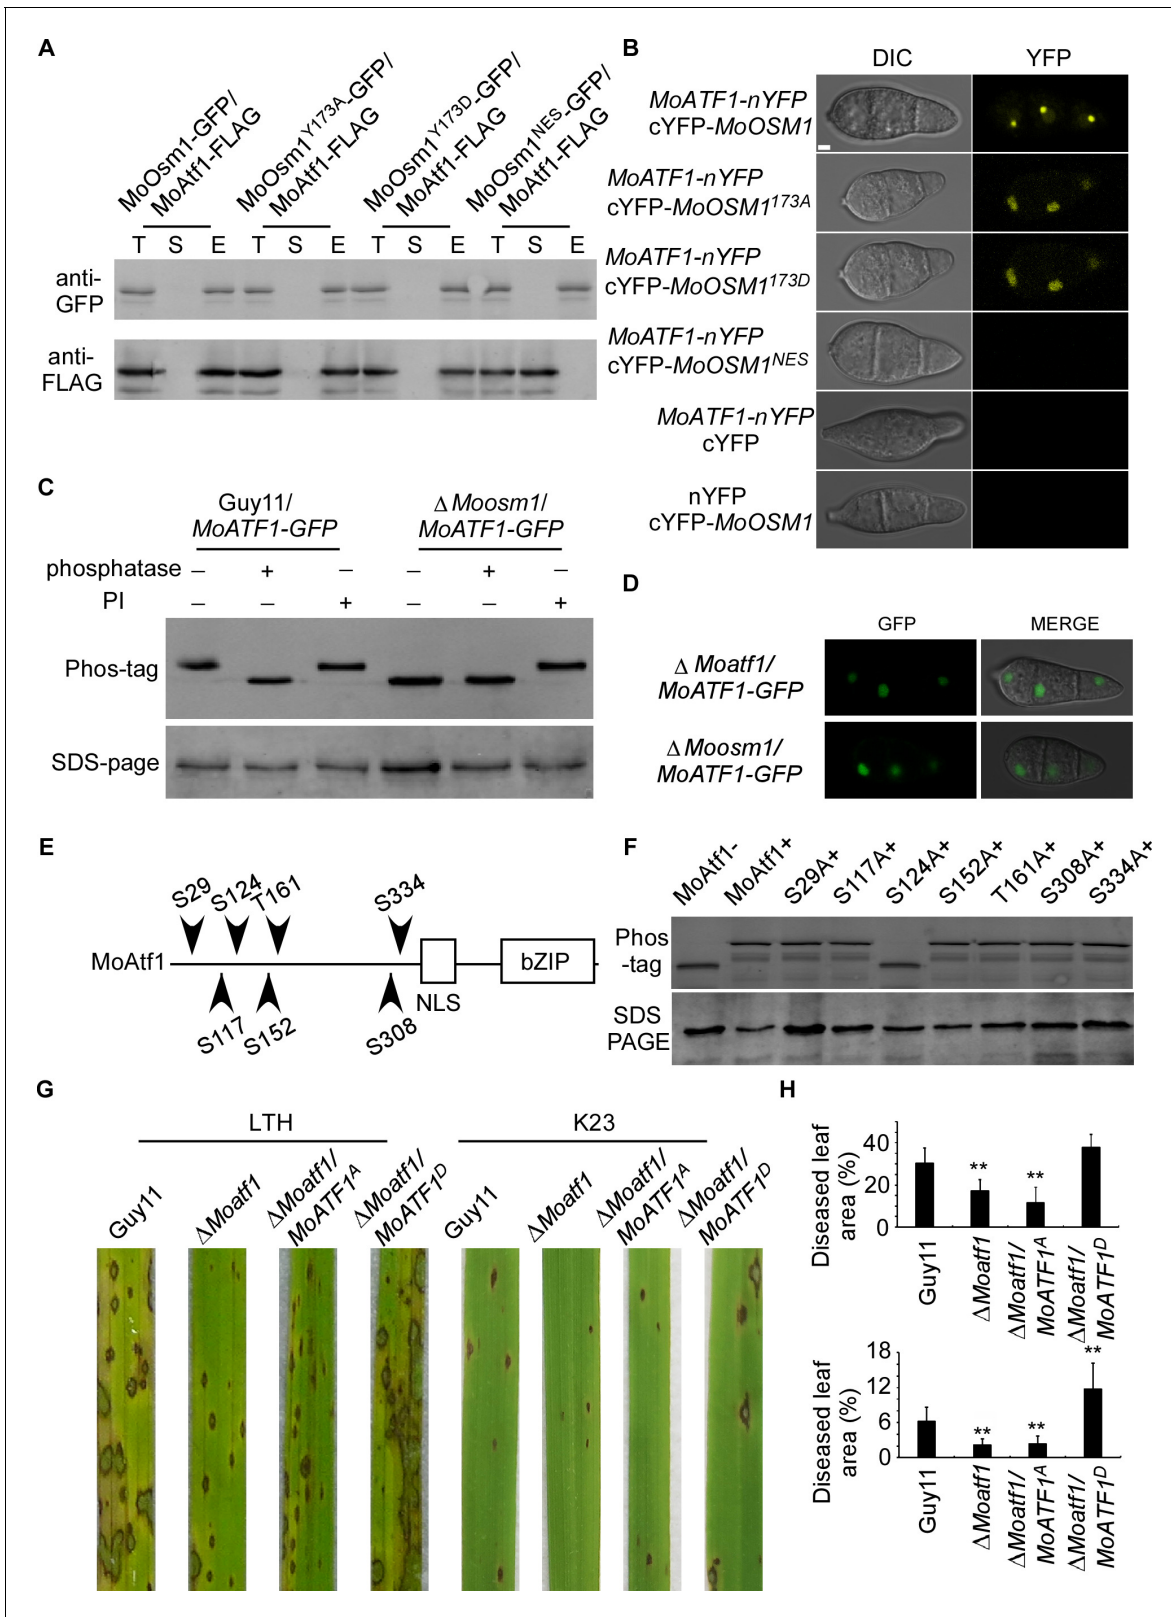 A
MoOsm1-GFP/
MoAtf1-FLAG
MoOsm1Y173A-GFP/
MoAtf1-FLAG
MoOsm1Y173D-GFP/
MoAtf1-FLAG
MoOsm1NES-GFP/
MoAtf1-FLAG
T S E T S E T S E T S E
anti-
GFP
anti-
FLAG
B
DIC YFP
MoATF1-nYFP
cYFP-MoOSM1
MoATF1-nYFP
cYFP-MoOSM1173A
MoATF1-nYFP
cYFP-MoOSM1173D
MoATF1-nYFP
cYFP-MoOSM1NES
MoATF1-nYFP
cYFP
nYFP
cYFP-MoOSM1
C
Guy11/
MoATF1-GFP
Δ Moosm1/
MoATF1-GFP
phosphatase – + – – + –
PI – – + – – +
Phos-tag
SDS-page
D
GFP MERGE
Δ Moatf1/
MoATF1-GFP
Δ Moosm1/
MoATF1-GFP
E
S29 S124 T161 S334
MoAtf1
bZIP
NLS
S117 S152 S308
F
MoAtf1- MoAtf1+ S29A+ S117A+ S124A+ S152A+ T161A+ S308A+ S334A+
Phos
-tag
SDS
PAGE
G
LTH K23
Guy11
ΔMoatf1
ΔMoatf1/
MoATF1A
ΔMoatf1/
MoATF1D
Guy11
ΔMoatf1
ΔMoatf1/
MoATF1A
ΔMoatf1/
MoATF1D
H
Diseased leaf
area (%)
40
20
0
** **
Guy11
ΔMoatf1
ΔMoatf1/
MoATF1A
ΔMoatf1/
MoATF1D
Diseased leaf
area (%)
18
12
6
0
** ** **
Guy11
ΔMoatf1
ΔMoatf1/
MoATF1A
ΔMoatf1/
MoATF1D